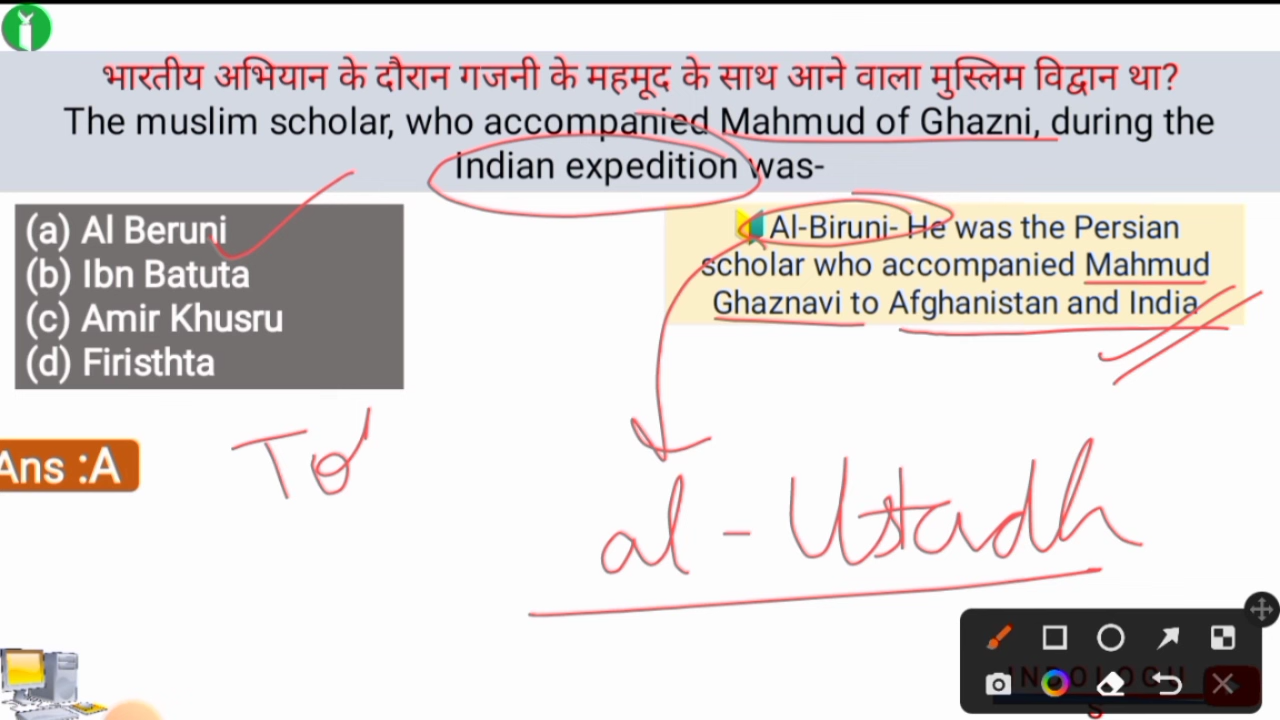 भारतीय अभियान के दौरान गजनी के महमूद के साथ आने वाला मुस्लिम विद्वान था?
The muslim scholar, who accompanied Mahmud of Ghazni, during the
Indian expedition was-
(a) Al Beruni
(b) Ibn Batuta
(c) Amir Khusru
(d) Firisthta
Al-Biruni- He was the Persian
scholar who accompanied Mahmud
Ghaznavi to Afghanistan and India
Ans :A
al - Ustadh
INDOLOGU
S